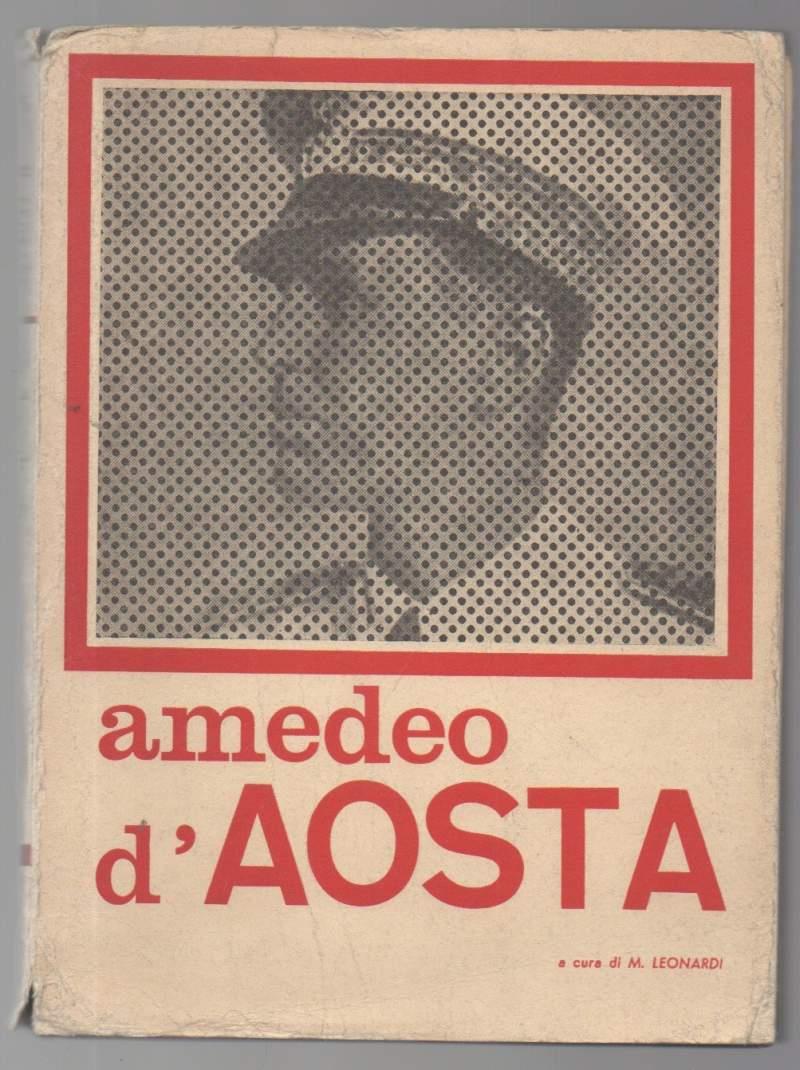 amedeo
d'AOSTA
a cura di M. LEONARDI